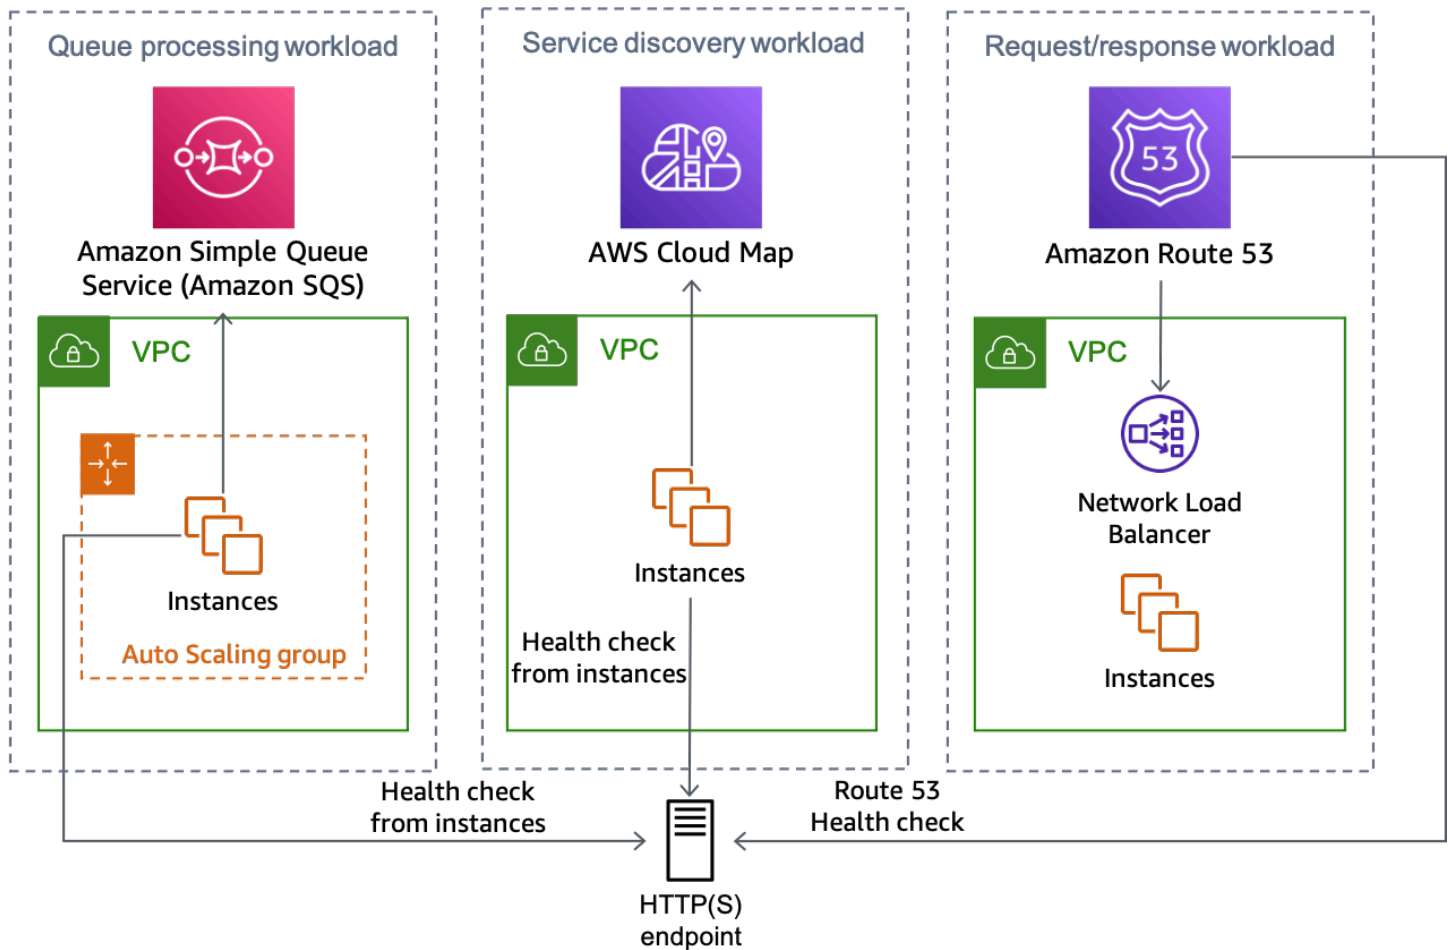 Queue processing workload
Amazon Simple Queue
Service (Amazon SQS)
VPC
Instances
Auto Scaling group
Health check
from instances
Service discovery workload
AWS Cloud Map
VPC
Instances
Health check
from instances
Request/response workload
53
Amazon Route 53
VPC
Network Load
Balancer
Instances
Route 53
Health check
HTTP(S)
endpoint